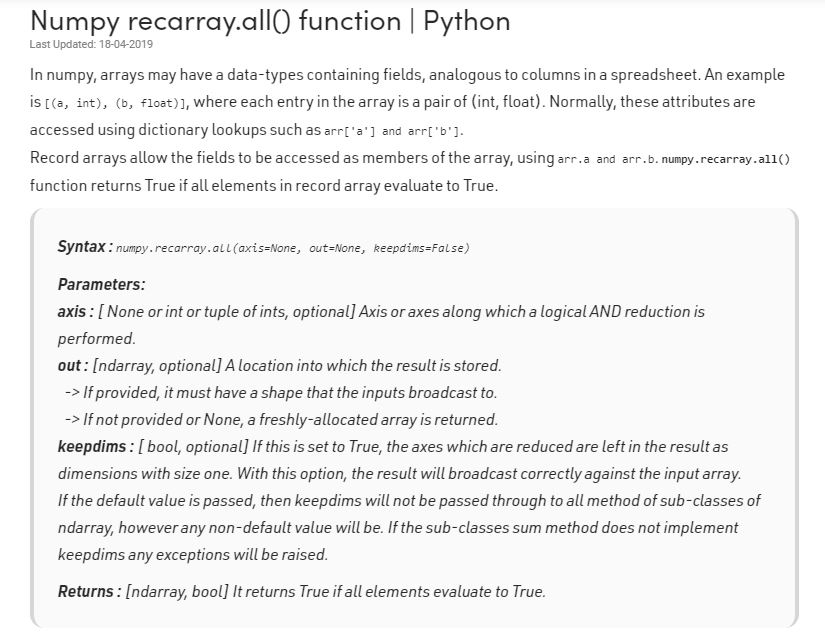 Numpy recarray.all() function | Python
Last Updated: 18-04-2019
In numpy, arrays may have a data-types containing fields, analogous to columns in a spreadsheet. An example
is [(a, int), (b, float)], where each entry in the array is a pair of (int, float). Normally, these attributes are
accessed using dictionary lookups such as arr['a'] and arr['b'].
Record arrays allow the fields to be accessed as members of the array, using arr.a and arr.b. numpy.recarray.all()
function returns True if all elements in record array evaluate to True.
Syntax : numpy.recarray.all(axis=None, out=None, keepdims=False)
Parameters:
axis : [ None or int or tuple of ints, optional] Axis or axes along which a logical AND reduction is
performed.
out : [ndarray, optional] A location into which the result is stored.
-> If provided, it must have a shape that the inputs broadcast to.
-> If not provided or None, a freshly-allocated array is returned.
keepdims : [ bool, optional] If this is set to True, the axes which are reduced are left in the result as
dimensions with size one. With this option, the result will broadcast correctly against the input array.
If the default value is passed, then keepdims will not be passed through to all method of sub-classes of
ndarray, however any non-default value will be. If the sub-classes sum method does not implement
keepdims any exceptions will be raised.
Returns : [ndarray, bool] It returns True if all elements evaluate to True.